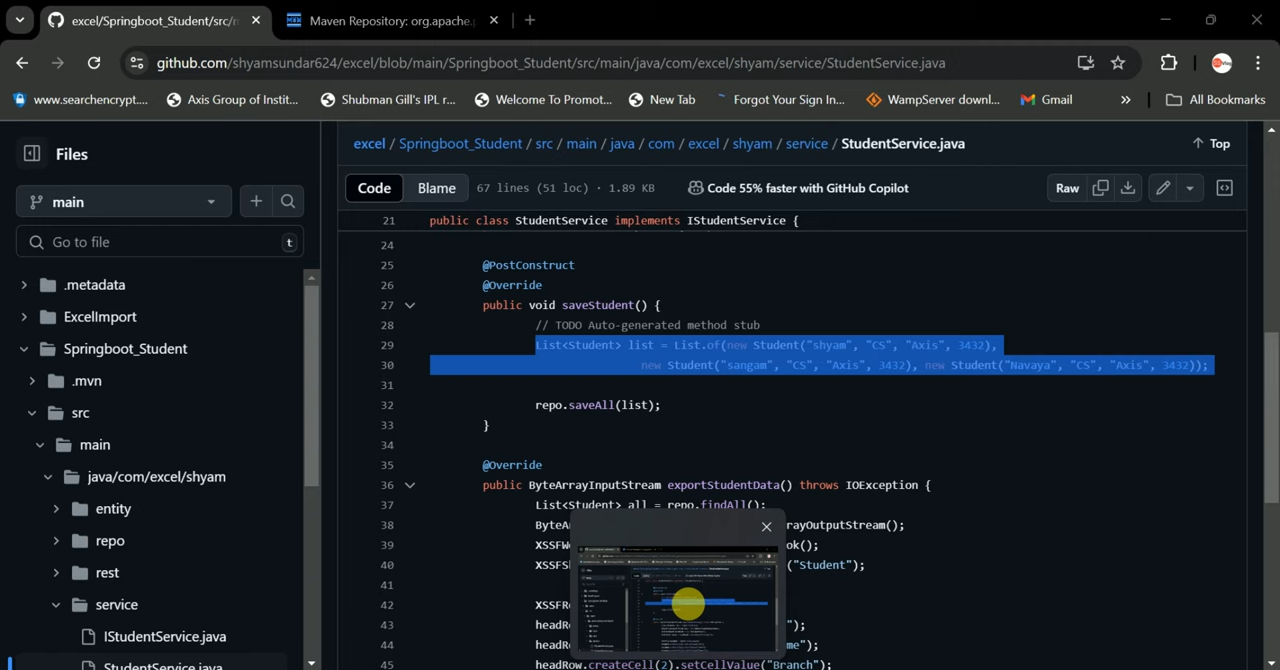 excel/Springboot_Student/src/r
Maven Repository: org.apache.
github.com/shyamsundar624/excel/blob/main/Springboot_Student/src/main/java/com/excel/shyam/service/StudentService.java
www.searchencrypt....
Axis Group of Instit...
Shubman Gill's IPL r...
Welcome To Promot...
New Tab
Forgot Your Sign In...
WampServer downl...
Gmail
All Bookmarks
Files
excel / Springboot_Student / src / main / java / com / excel / shyam / service / StudentService.java
Top
main
Code Blame 67 lines (51 loc) · 1.89 KB
Code 55% faster with GitHub Copilot
Raw
Go to file t
.metadata
ExcelImport
Springboot_Student
.mvn
src
main
java/com/excel/shyam
entity
repo
rest
service
IStudentService.java
StudentService.java
21 public class StudentService implements IStudentService {
24
25 @PostConstruct
26 @Override
27 public void saveStudent() {
28 // TODO Auto-generated method stub
29 List<Student> list = List.of(new Student("shyam", "CS", "Axis", 3432),
30 new Student("sangam", "CS", "Axis", 3432), new Student("Navaya", "CS", "Axis", 3432));
31
32 repo.saveAll(list);
33 }
34
35 @Override
36 public ByteArrayInputStream exportStudentData() throws IOException {
37 List<Student> all = repo.findAll();
38 ByteA rayOutputStream();
39 XSSFW ok();
40 XSSFS "Student");
41
42 XSSFR
43 headR ");
44 headR me");
45 headRow.createCell(2).setCellValue("Branch");